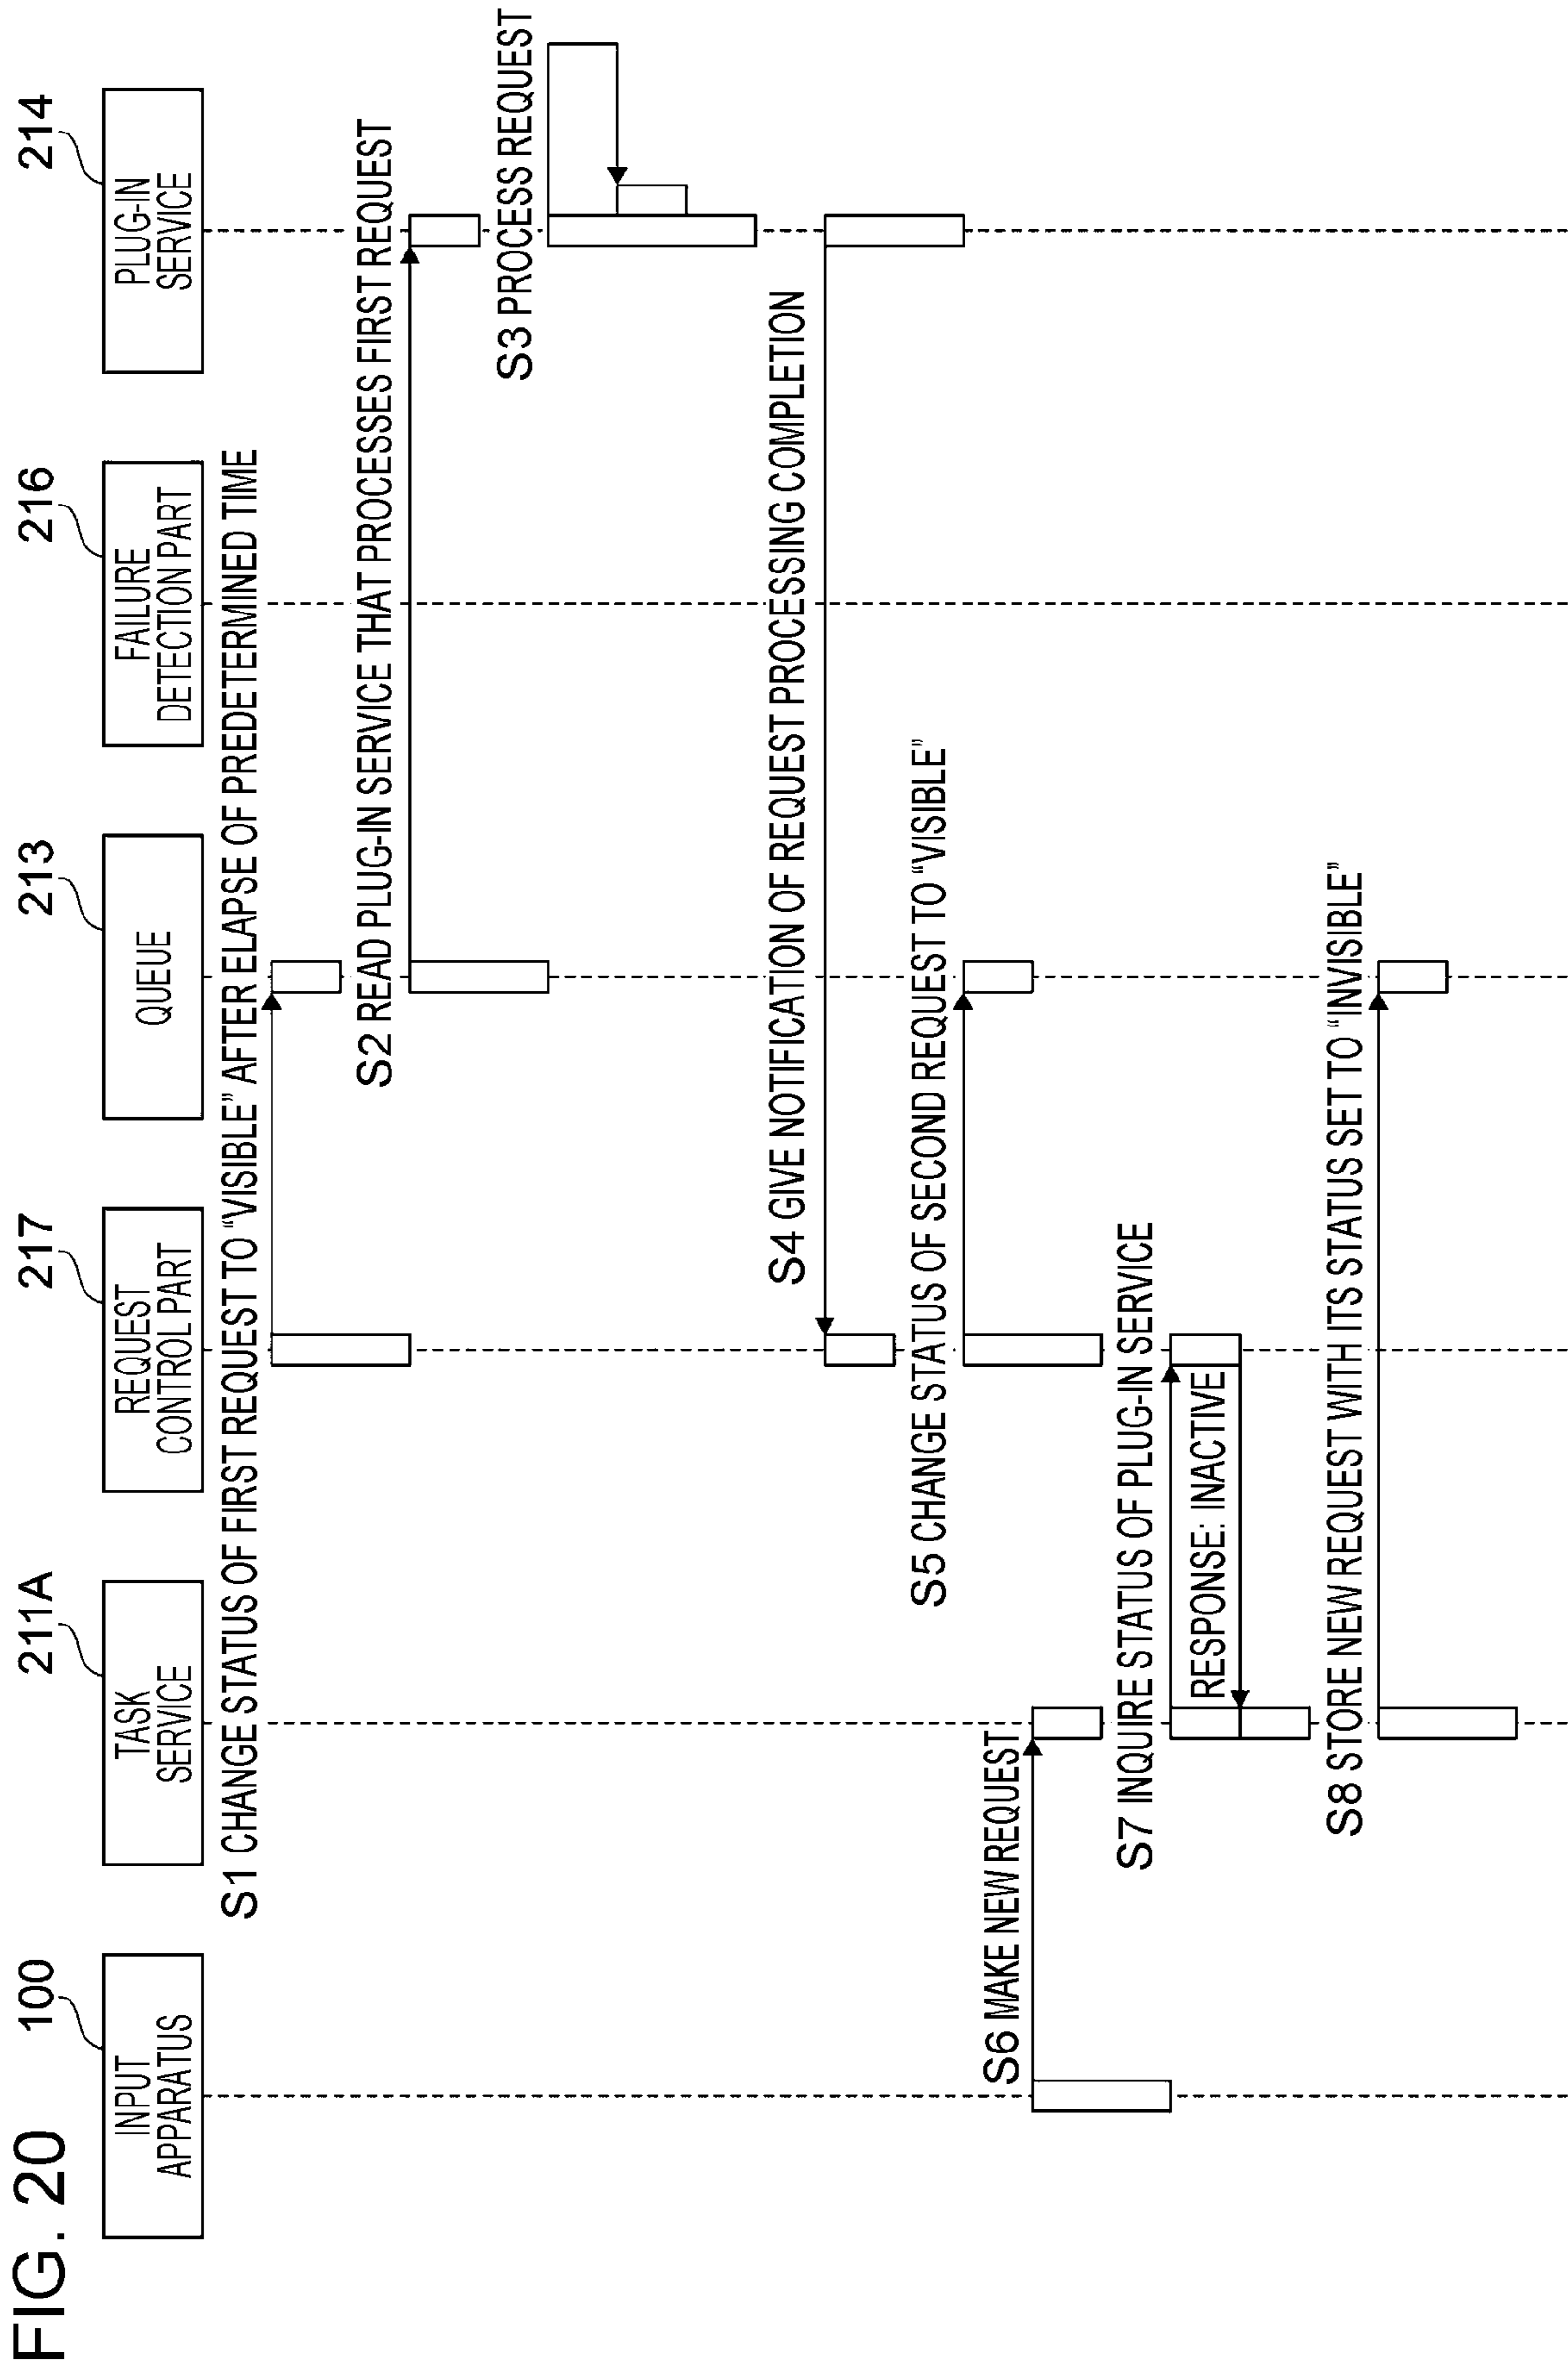 FIG. 20
100
211A
217
213
216
214
INPUT
APPARATUS
TASK
SERVICE
REQUEST
CONTROL PART
QUEUE
FAILURE
DETECTION PART
PLUG-IN
SERVICE
S1 CHANGE STATUS OF FIRST REQUEST TO “VISIBLE” AFTER ELAPSE OF PREDETERMINED TIME
S2 READ PLUG-IN SERVICE THAT PROCESSES FIRST REQUEST
S3 PROCESS REQUEST
S4 GIVE NOTIFICATION OF REQUEST PROCESSING COMPLETION
S5 CHANGE STATUS OF SECOND REQUEST TO “VISIBLE”
S6 MAKE NEW REQUEST
S7 INQUIRE STATUS OF PLUG-IN SERVICE
RESPONSE: INACTIVE
S8 STORE NEW REQUEST WITH ITS STATUS SET TO “INVISIBLE”